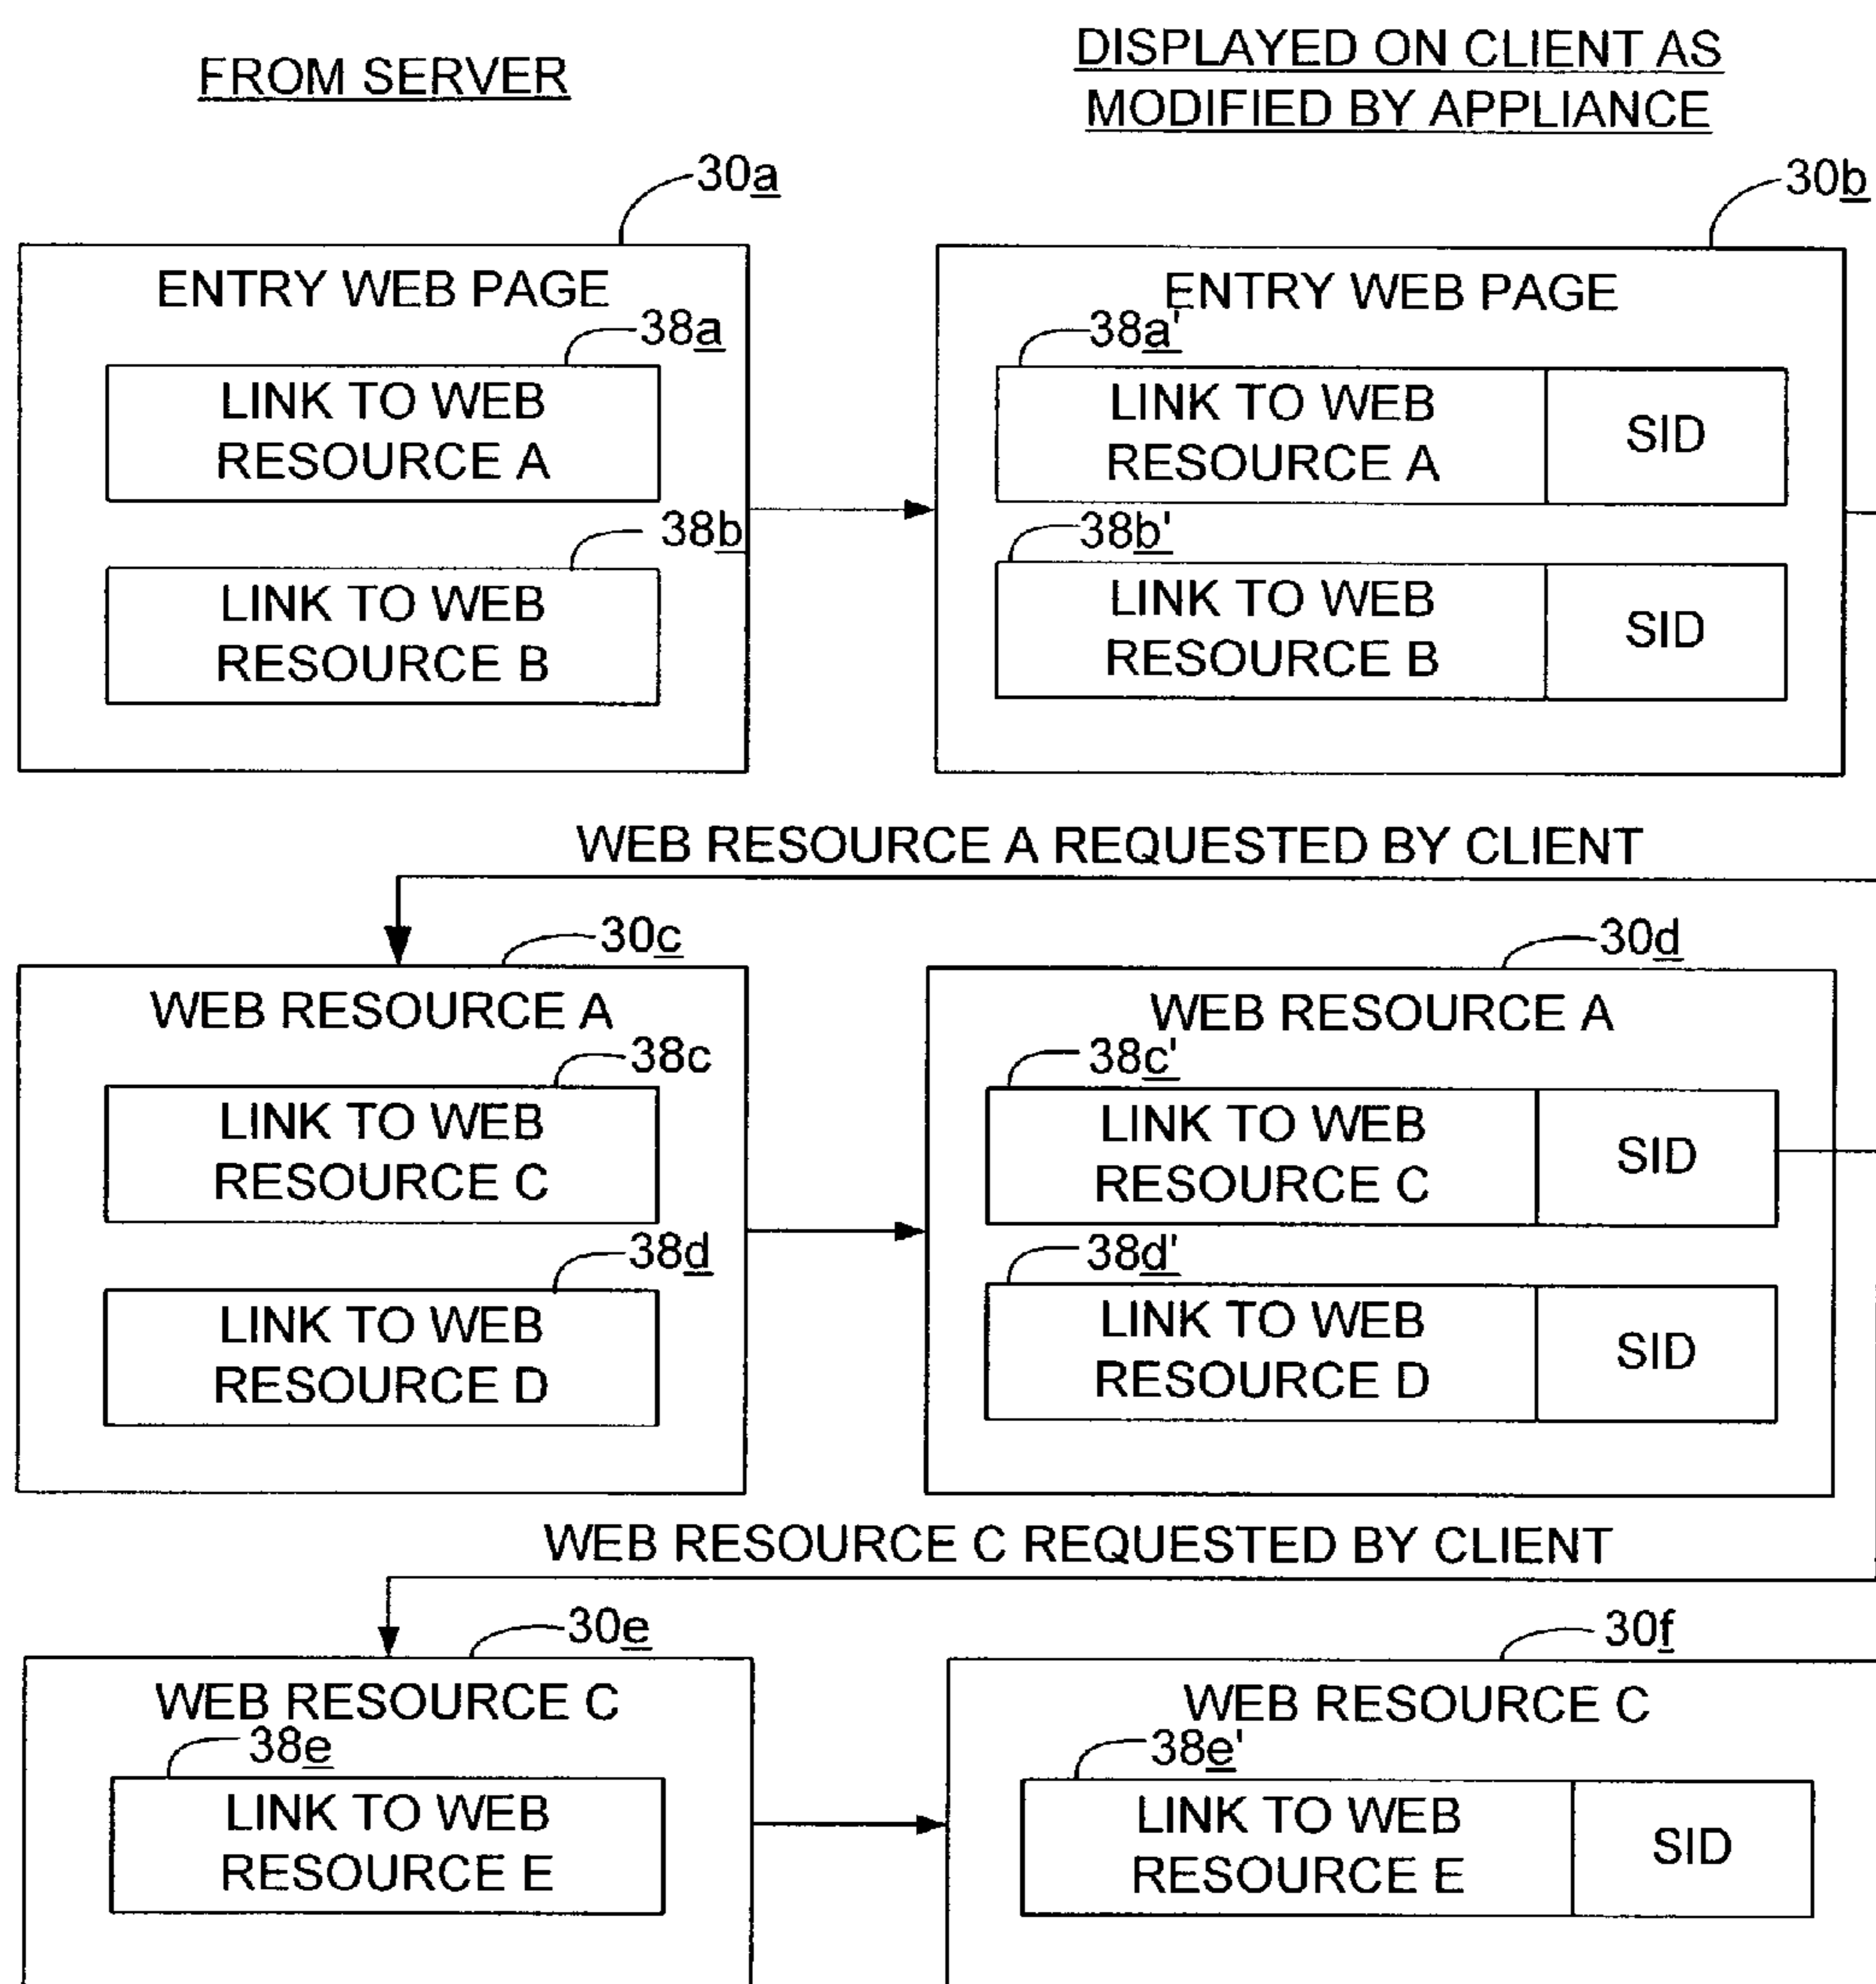 FROM SERVER
DISPLAYED ON CLIENT AS
MODIFIED BY APPLIANCE
30a
ENTRY WEB PAGE
38a
LINK TO WEB
RESOURCE A
38b
LINK TO WEB
RESOURCE B
30b
ENTRY WEB PAGE
38a'
LINK TO WEB
RESOURCE A
SID
38b'
LINK TO WEB
RESOURCE B
SID
WEB RESOURCE A REQUESTED BY CLIENT
30c
WEB RESOURCE A
38c
LINK TO WEB
RESOURCE C
38d
LINK TO WEB
RESOURCE D
30d
WEB RESOURCE A
38c'
LINK TO WEB
RESOURCE C
SID
38d'
LINK TO WEB
RESOURCE D
SID
WEB RESOURCE C REQUESTED BY CLIENT
30e
WEB RESOURCE C
38e
LINK TO WEB
RESOURCE E
30f
WEB RESOURCE C
38e'
LINK TO WEB
RESOURCE E
SID